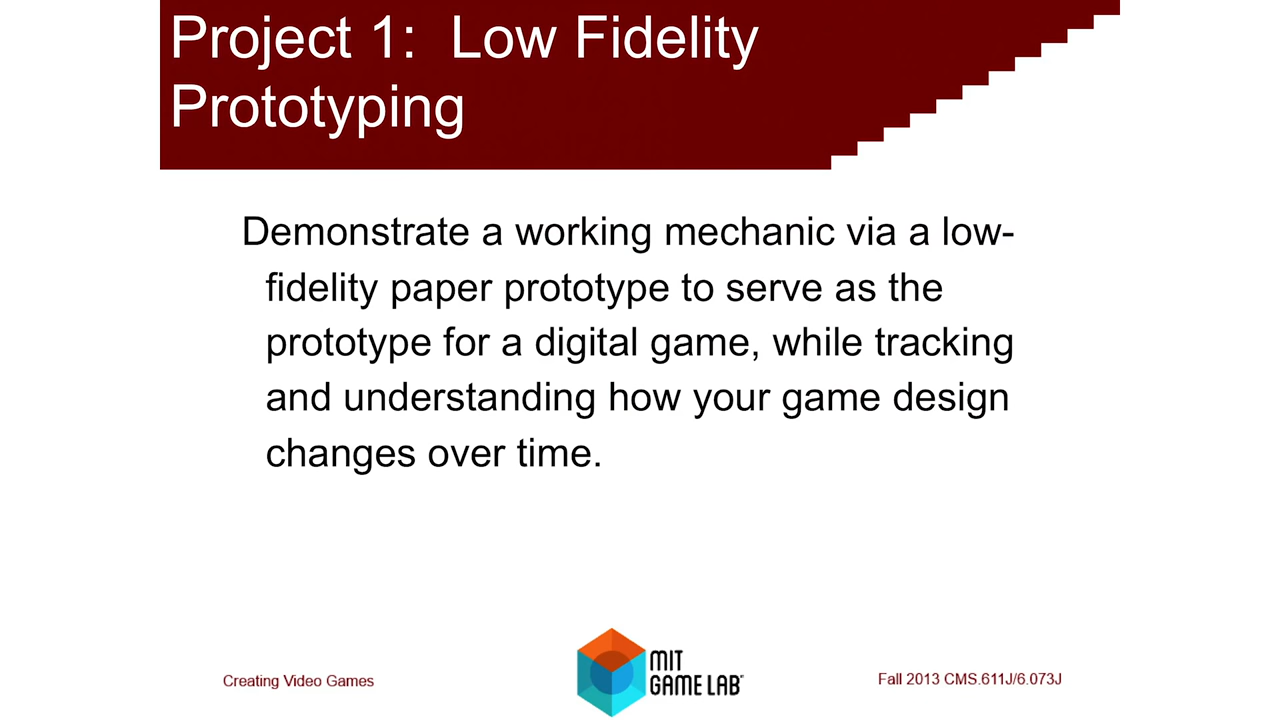 Project 1: Low Fidelity
Prototyping
Demonstrate a working mechanic via a low-
fidelity paper prototype to serve as the
prototype for a digital game, while tracking
and understanding how your game design
changes over time.
Creating Video Games
MIT
GAME LAB
Fall 2013 CMS.611J/6.073J